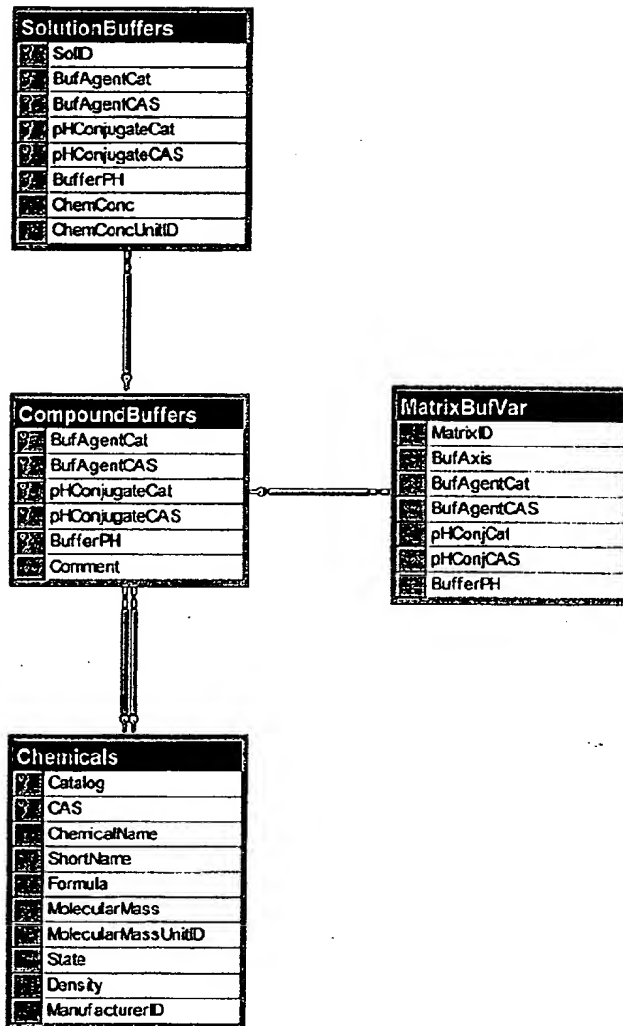 SolutionBuffers
SolID
BufAgentCat
BufAgentCAS
pHConjugateCat
pHConjugateCAS
BufferPH
ChemConc
ChemConcUnitID
CompoundBuffers
BufAgentCat
BufAgentCAS
pHConjugateCat
pHConjugateCAS
BufferPH
Comment
MatrixBufVar
MatrixID
BufAxis
BufAgentCat
BufAgentCAS
pHConjCat
pHConjCAS
BufferPH
Chemicals
Catalog
CAS
ChemicalName
ShortName
Formula
MolecularMass
MolecularMassUnitID
State
Density
ManufacturerID